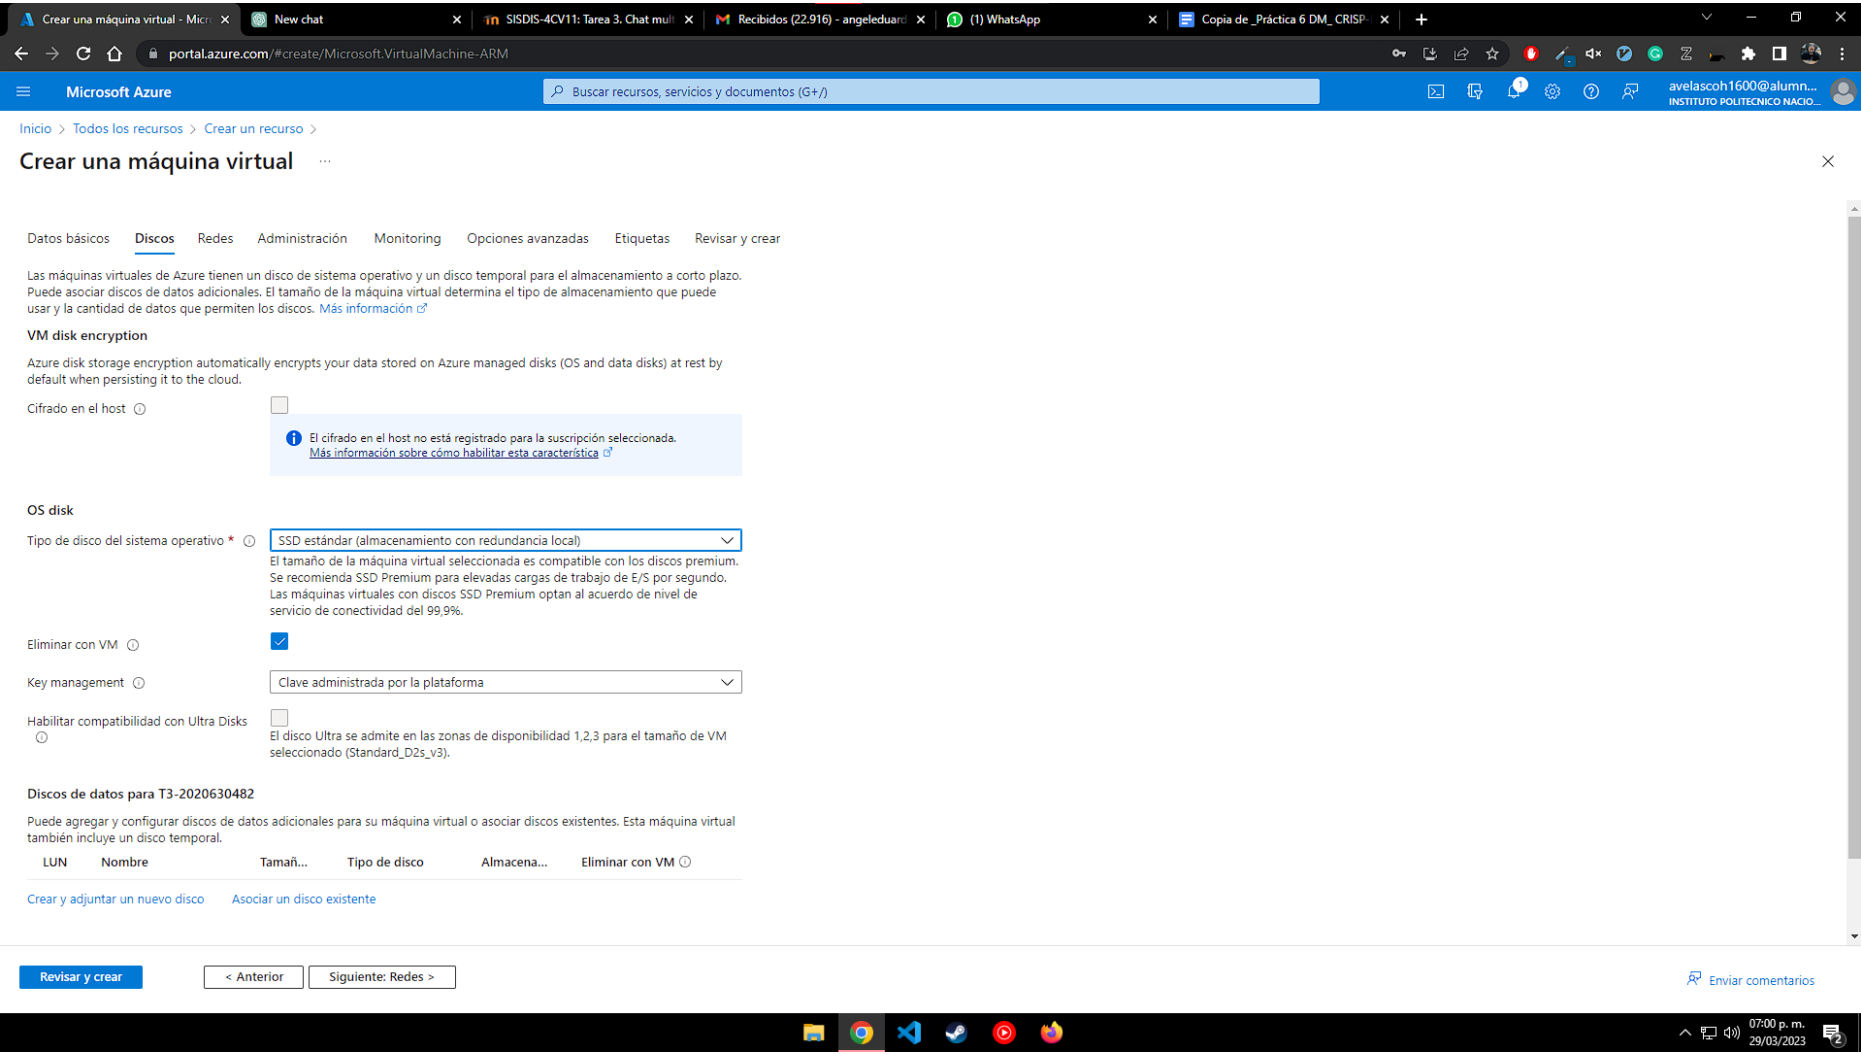 Crear una máquina virtual - Micr
New chat
SISDIS-4CV11: Tarea 3. Chat mult
Recibidos (22.916) - angeleduard
(1) WhatsApp
Copia de _Práctica 6 DM_ CRISP-
portal.azure.com/#create/Microsoft.VirtualMachine-ARM
Microsoft Azure
Buscar recursos, servicios y documentos (G+/)
1
avelascoh1600@alumn...
INSTITUTO POLITECNICO NACIO...
Inicio > Todos los recursos > Crear un recurso >
Crear una máquina virtual ...
Datos básicos Discos Redes Administración Monitoring Opciones avanzadas Etiquetas Revisar y crear
Las máquinas virtuales de Azure tienen un disco de sistema operativo y un disco temporal para el almacenamiento a corto plazo.
Puede asociar discos de datos adicionales. El tamaño de la máquina virtual determina el tipo de almacenamiento que puede
usar y la cantidad de datos que permiten los discos. Más información
VM disk encryption
Azure disk storage encryption automatically encrypts your data stored on Azure managed disks (OS and data disks) at rest by
default when persisting it to the cloud.
Cifrado en el host
El cifrado en el host no está registrado para la suscripción seleccionada.
Más información sobre cómo habilitar esta característica
OS disk
Tipo de disco del sistema operativo *
SSD estándar (almacenamiento con redundancia local)
El tamaño de la máquina virtual seleccionada es compatible con los discos premium.
Se recomienda SSD Premium para elevadas cargas de trabajo de E/S por segundo.
Las máquinas virtuales con discos SSD Premium optan al acuerdo de nivel de
servicio de conectividad del 99,9%.
Eliminar con VM
Key management
Clave administrada por la plataforma
Habilitar compatibilidad con Ultra Disks
El disco Ultra se admite en las zonas de disponibilidad 1,2,3 para el tamaño de VM
seleccionado (Standard_D2s_v3).
Discos de datos para T3-2020630482
Puede agregar y configurar discos de datos adicionales para su máquina virtual o asociar discos existentes. Esta máquina virtual
también incluye un disco temporal.
LUN Nombre Tamañ... Tipo de disco Almacena... Eliminar con VM
Crear y adjuntar un nuevo disco Asociar un disco existente
Revisar y crear < Anterior Siguiente: Redes >
Enviar comentarios
07:00 p. m.
29/03/2023
2